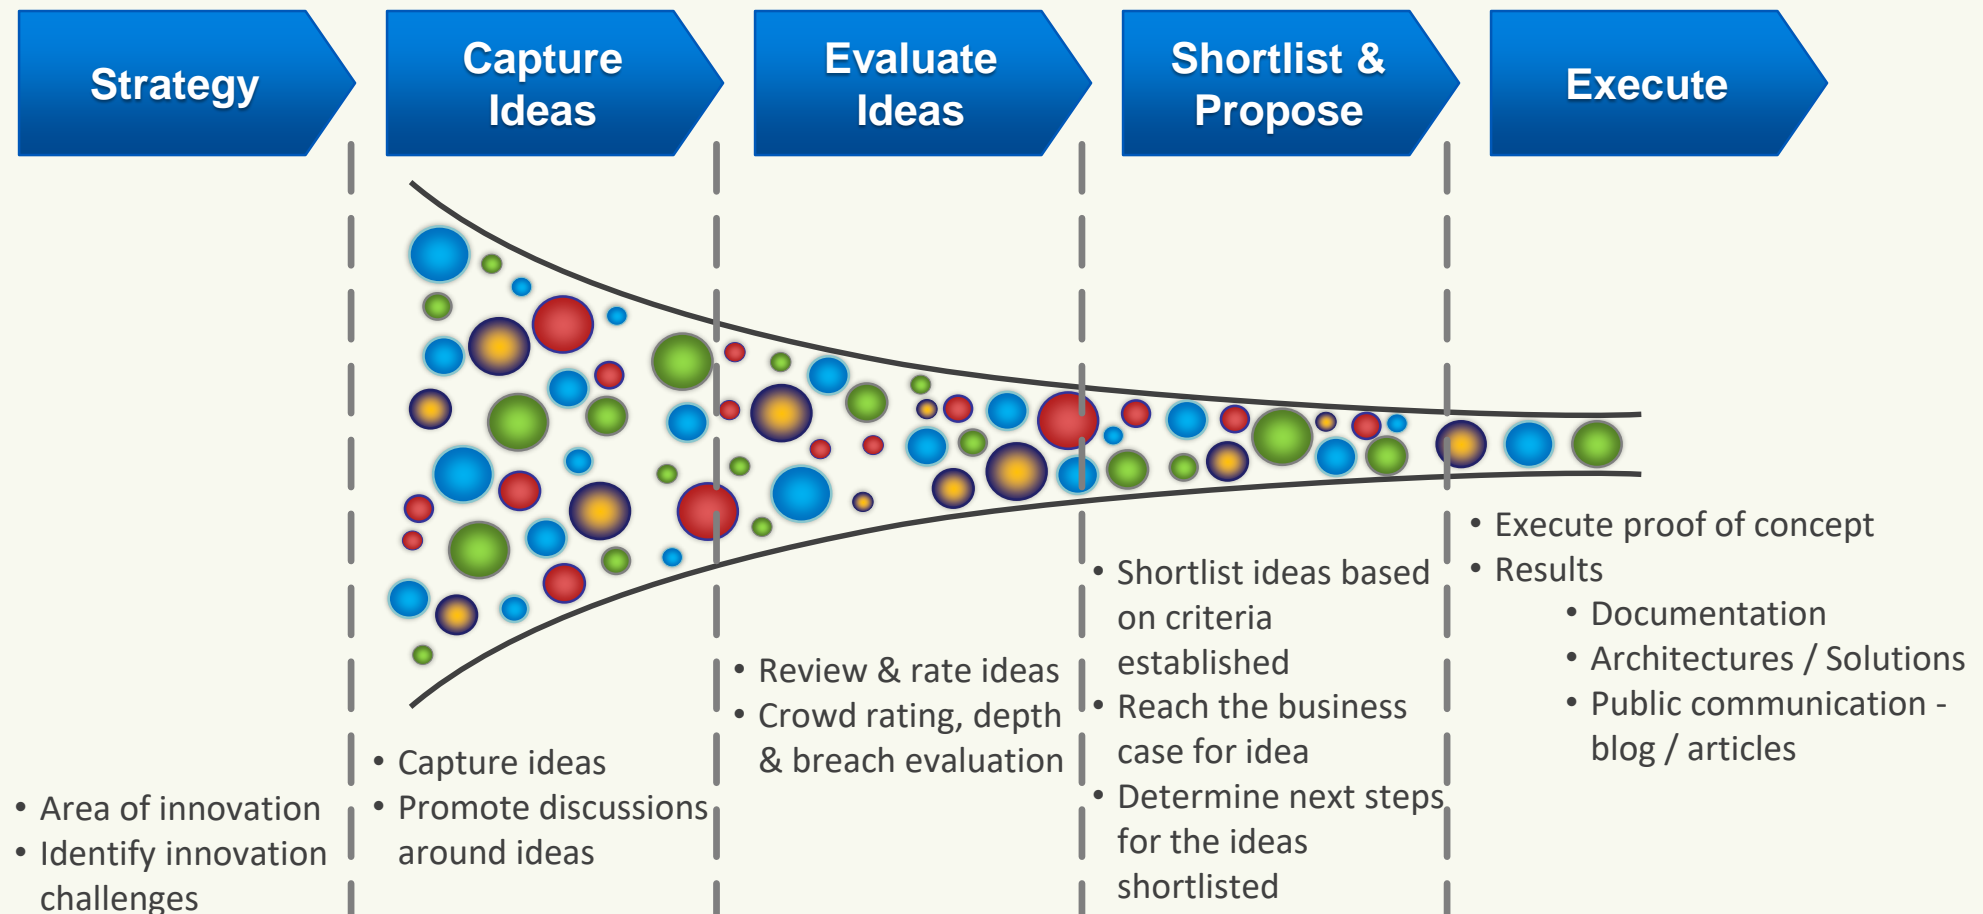 Strategy
Capture
Ideas
Evaluate
Ideas
Shortlist &
Propose
Execute
• Area of innovation
• Identify innovation
challenges
• Capture ideas
• Promote discussions
around ideas
• Review & rate ideas
• Crowd rating, depth
& breach evaluation
• Shortlist ideas based
on criteria
established
• Reach the business
case for idea
• Determine next steps
for the ideas
shortlisted
• Execute proof of concept
• Results
• Documentation
• Architectures / Solutions
• Public communication -
blog / articles